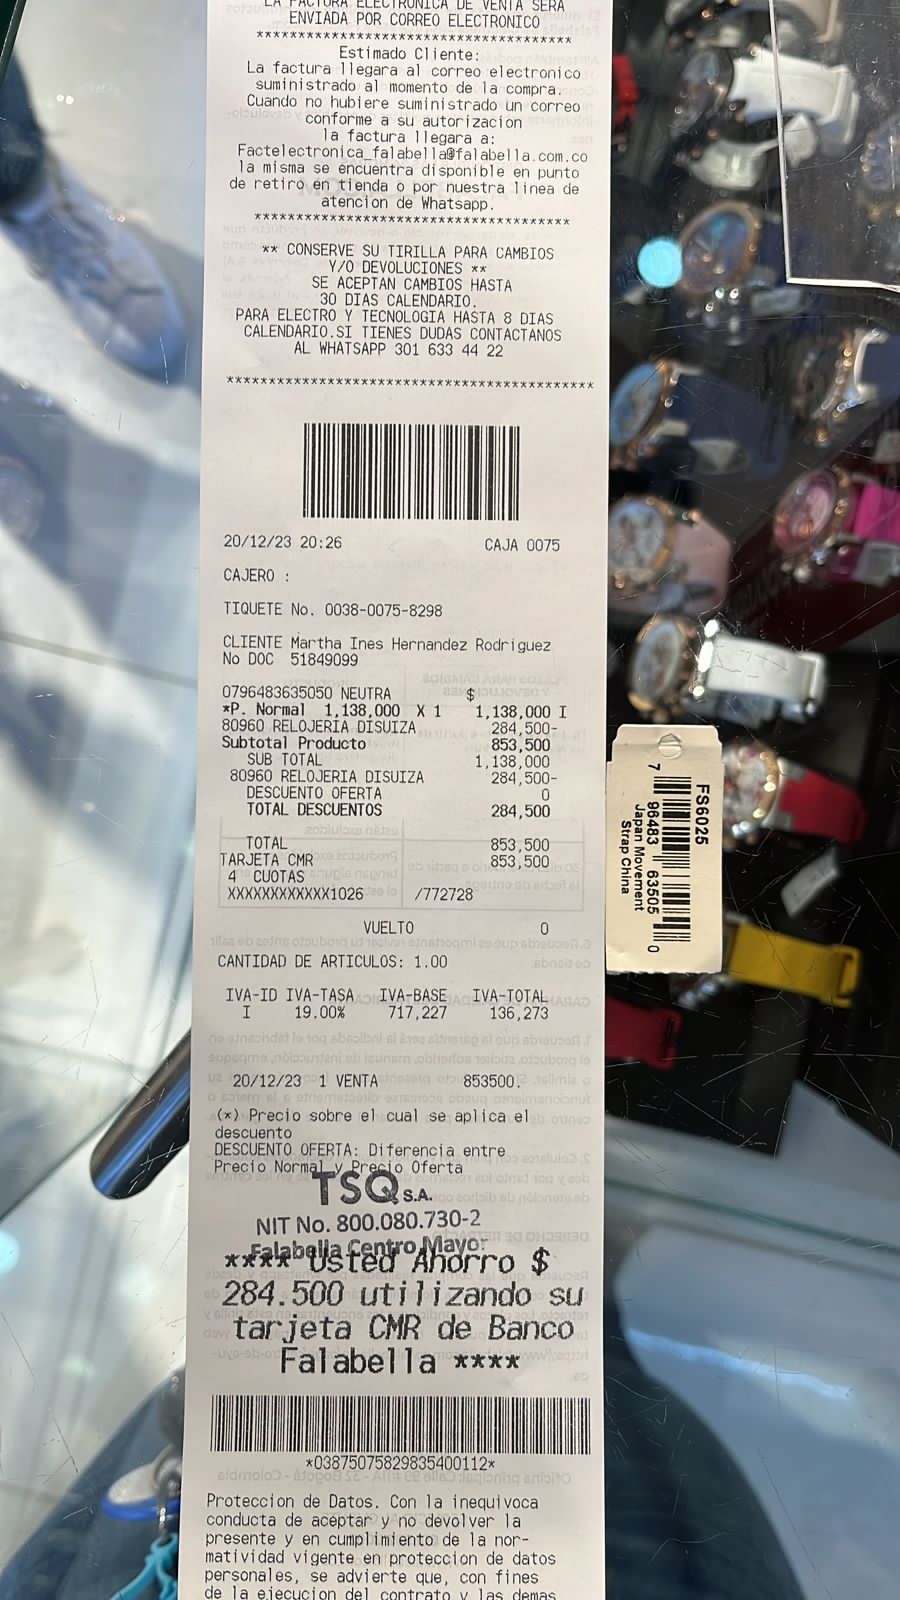 LA FACTURA ELECTRONICA DE VENTA SERA
ENVIADA POR CORREO ELECTRONICO
**************************************
Estimado Cliente:
La factura llegara al correo electronico
suministrado al momento de la compra.
Cuando no hubiere suministrado un correo
conforme a su autorizacion
la factura llegara a:
Factelectronica_falabella@falabella.com.co
la misma se encuentra disponible en punto
de retiro en tienda o por nuestra linea de
atencion de Whatsapp.
**************************************
** CONSERVE SU TIRILLA PARA CAMBIOS
Y/O DEVOLUCIONES **
SE ACEPTAN CAMBIOS HASTA
30 DIAS CALENDARIO.
PARA ELECTRO Y TECNOLOGIA HASTA 8 DIAS
CALENDARIO.SI TIENES DUDAS CONTACTANOS
AL WHATSAPP 301 633 44 22
********************************************
20/12/23 20:26 CAJA 0075
CAJERO :
TIQUETE No. 0038-0075-8298
CLIENTE Martha Ines Hernandez Rodriguez
No DOC 51849099
0796483635050 NEUTRA $
*P. Normal 1,138,000 X 1 1,138,000 I
80960 RELOJERIA DISUIZA 284,500-
Subtotal Producto 853,500
SUB TOTAL 1,138,000
80960 RELOJERIA DISUIZA 284,500-
DESCUENTO OFERTA 0
TOTAL DESCUENTOS 284,500
TOTAL 853,500
TARJETA CMR 853,500
4 CUOTAS
XXXXXXXXXXXX1026 /772728
VUELTO 0
CANTIDAD DE ARTICULOS: 1.00
IVA-ID IVA-TASA IVA-BASE IVA-TOTAL
I 19.00% 717,227 136,273
20/12/23 1 VENTA 853500.
(*) Precio sobre el cual se aplica el
descuento
DESCUENTO OFERTA: Diferencia entre
Precio Normal y Precio Oferta
TSQ S.A.
NIT No. 800.080.730-2
Falabella Centro Mayor
**** Usted Ahorro $
284.500 utilizando su
tarjeta CMR de Banco
Falabella ****
*03875075829835400112*
Proteccion de Datos. Con la inequivoca
conducta de aceptar y no devolver la
presente y en cumplimiento de la nor-
matividad vigente en proteccion de datos
personales, se advierte que, con fines
de la ejecucion del contrato y las demas
FS6025
7 96483 63505 0
Japan Movement
Strap China